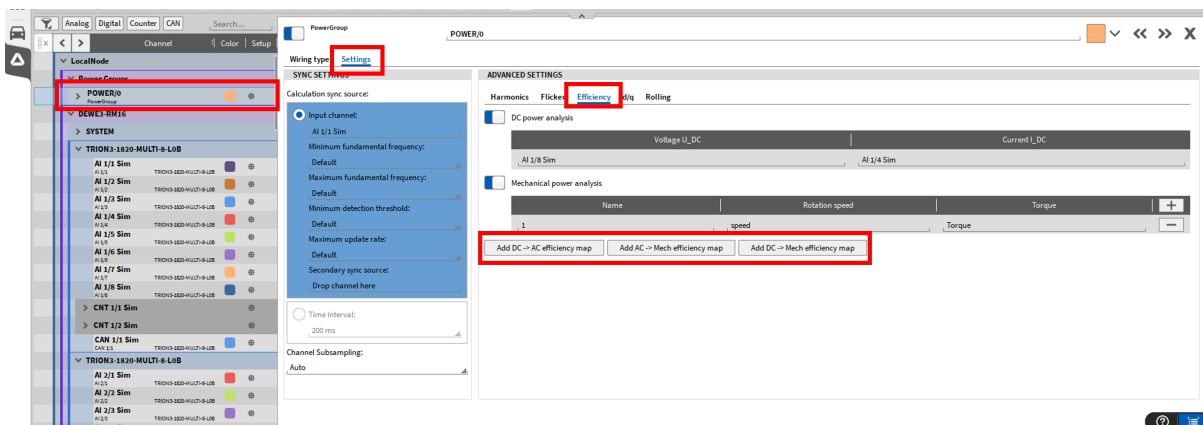 Analog Digital Counter CAN Search...
Channel Color Setup
LocalNode
Power Groups
POWER/0
PowerGroup
DEWE3-RM16
SYSTEM
TRION3-1820-MULTI-8-L0B
AI 1/1 Sim
AI 1/1 TRION3-1820-MULTI-8-L0B
AI 1/2 Sim
AI 1/2 TRION3-1820-MULTI-8-L0B
AI 1/3 Sim
AI 1/3 TRION3-1820-MULTI-8-L0B
AI 1/4 Sim
AI 1/4 TRION3-1820-MULTI-8-L0B
AI 1/5 Sim
AI 1/5 TRION3-1820-MULTI-8-L0B
AI 1/6 Sim
AI 1/6 TRION3-1820-MULTI-8-L0B
AI 1/7 Sim
AI 1/7 TRION3-1820-MULTI-8-L0B
AI 1/8 Sim
AI 1/8 TRION3-1820-MULTI-8-L0B
CNT 1/1 Sim
CNT 1/2 Sim
CAN 1/1 Sim
CAN 1/1 TRION3-1820-MULTI-8-L0B
TRION3-1820-MULTI-8-L0B
AI 2/1 Sim
AI 2/1 TRION3-1820-MULTI-8-L0B
AI 2/2 Sim
AI 2/2 TRION3-1820-MULTI-8-L0B
AI 2/3 Sim
AI 2/3 TRION3-1820-MULTI-8-L0B
PowerGroup
POWER/0
Wiring type Settings
SYNC SETTINGS
Calculation sync source:
Input channel:
AI 1/1 Sim
Minimum fundamental frequency:
Default
Maximum fundamental frequency:
Default
Minimum detection threshold:
Default
Maximum update rate:
Default
Secondary sync source:
Drop channel here
Time interval:
200 ms
Channel Subsampling:
Auto
ADVANCED SETTINGS
Harmonics Flicker Efficiency d/q Rolling
DC power analysis
Voltage U_DC Current I_DC
AI 1/8 Sim AI 1/4 Sim
Mechanical power analysis
Name Rotation speed Torque +
1 speed Torque −
Add DC -> AC efficiency map Add AC -> Mech efficiency map Add DC -> Mech efficiency map